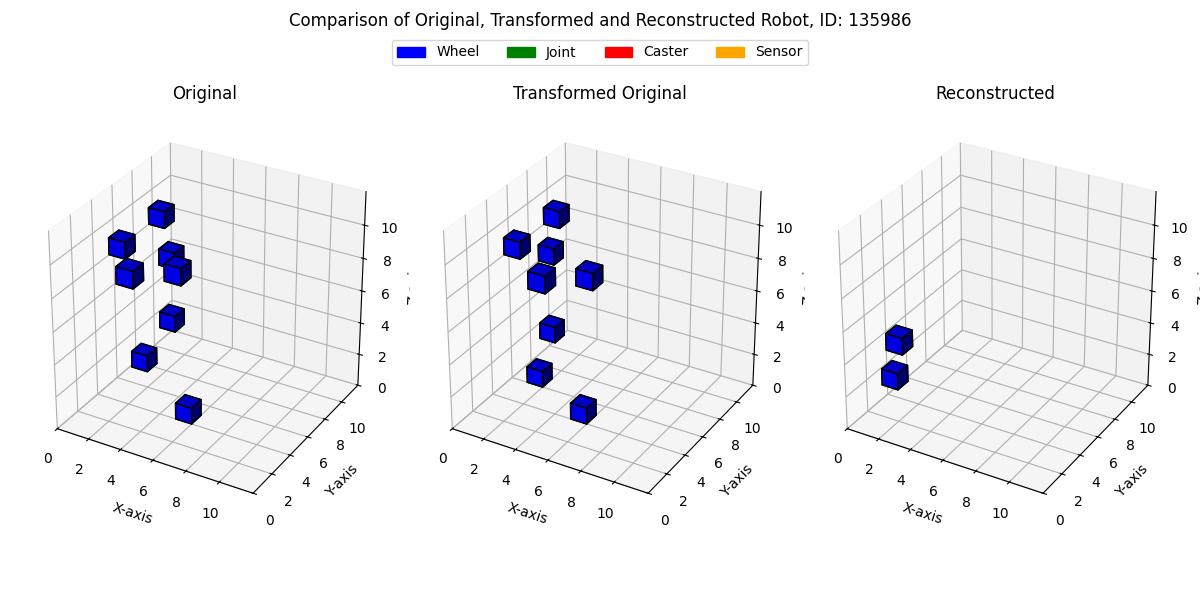 Comparison of Original, Transformed and Reconstructed Robot, ID: 135986
Wheel Joint Caster Sensor
Original Transformed Original Reconstructed
10 10 10
8 8 8
6 6 6
4 4 4
2 2 2
0 0 0
10 10 10
8 8 8
6 6 6
4 4 4
2 2 2
0 0 0
0 2 4 6 8 10 0 2 4 6 8 10 0 2 4 6 8 10
X-axis Y-axis X-axis Y-axis X-axis Y-axis